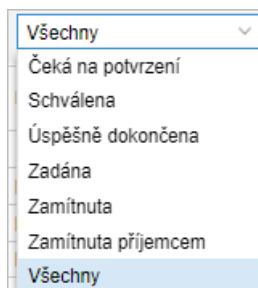 Všechny
Čeká na potvrzení
Schválena
Úspěšně dokončena
Zadána
Zamítnuta
Zamítnuta příjemcem
Všechny